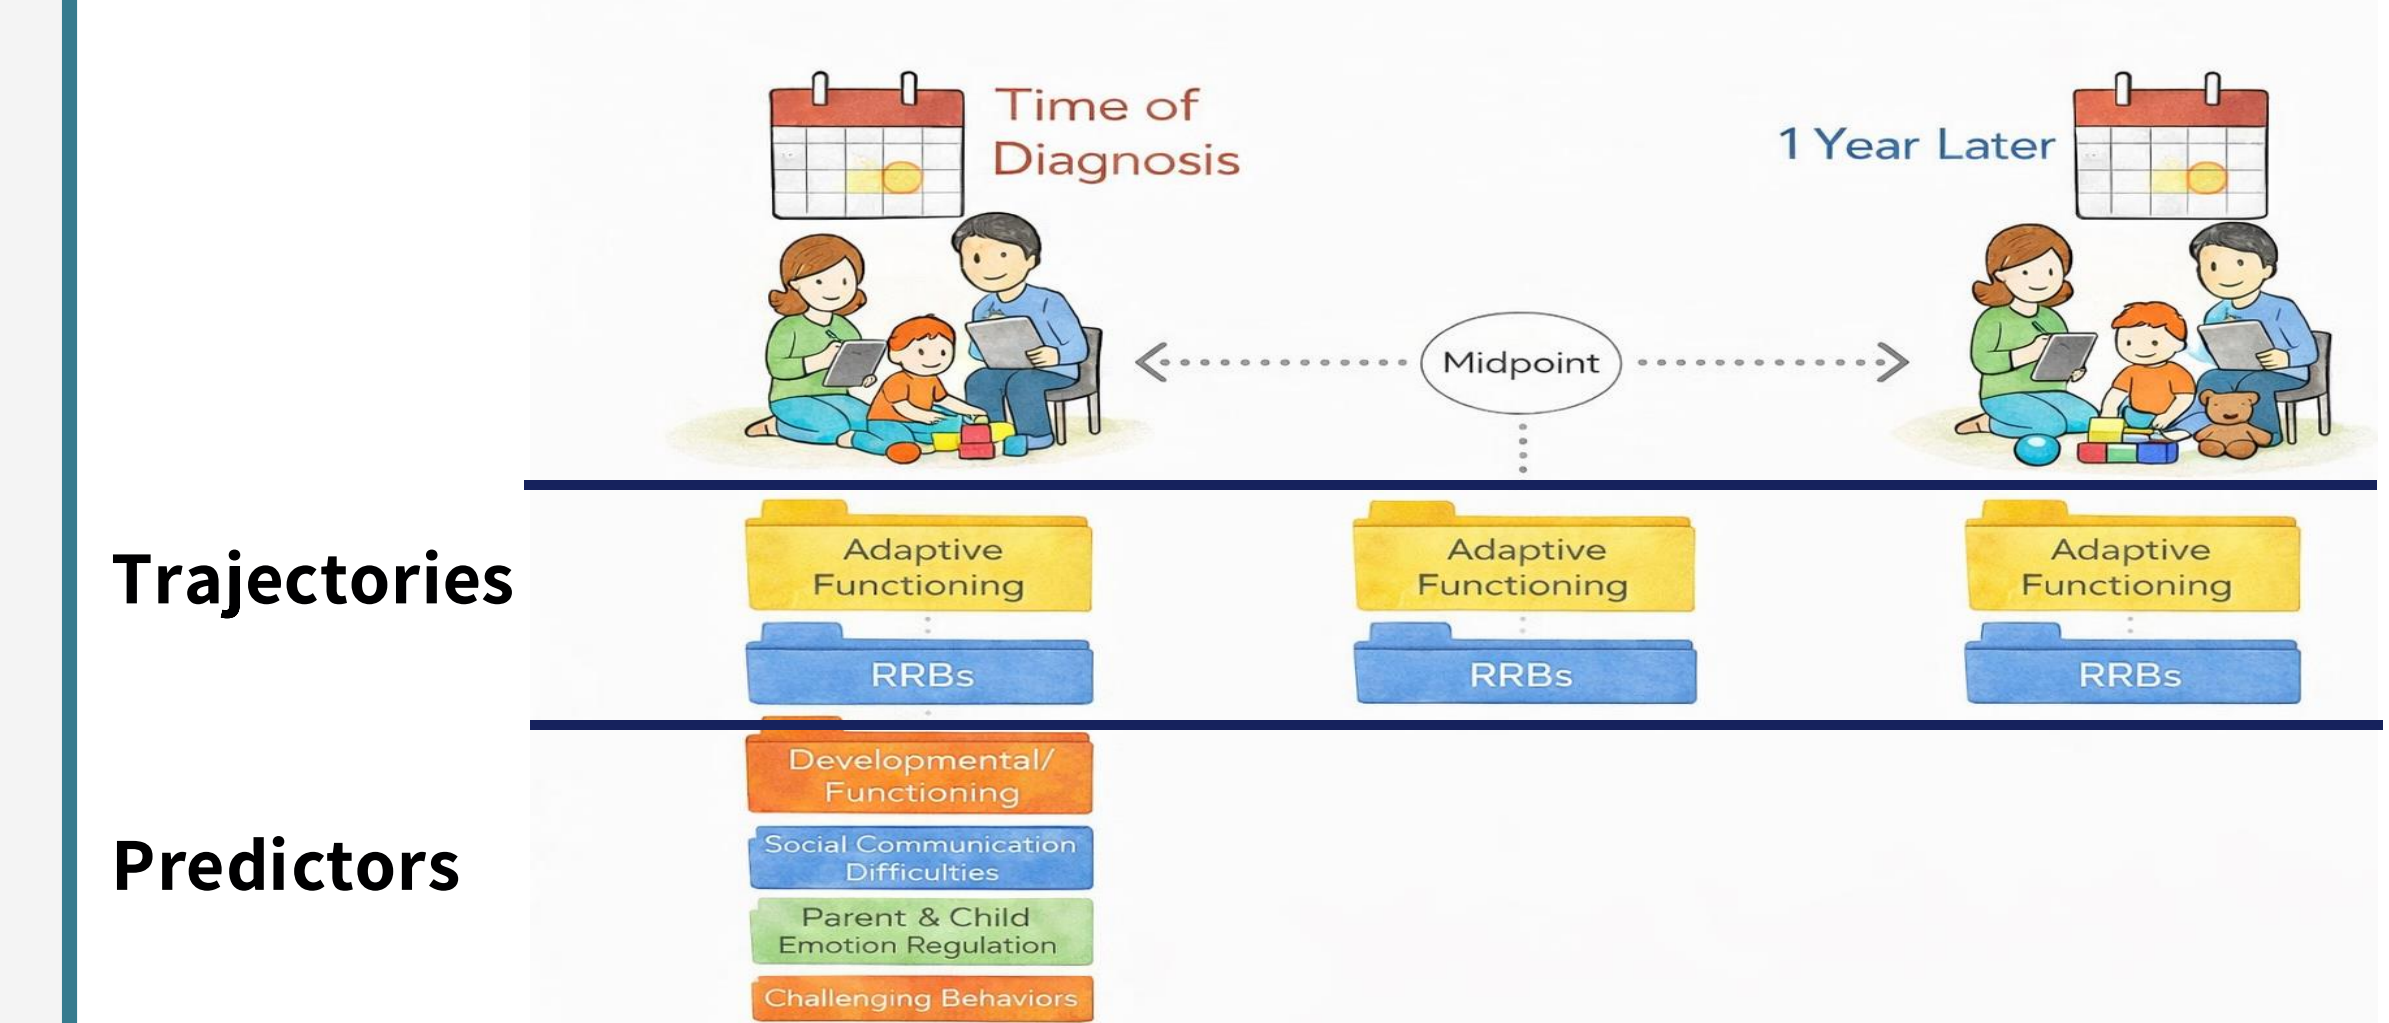 Time of
Diagnosis
1 Year Later
Midpoint
Trajectories
Adaptive
Functioning
Adaptive
Functioning
Adaptive
Functioning
RRBs
RRBs
RRBs
Predictors
Developmental/
Functioning
Social Communication
Difficulties
Parent & Child
Emotion Regulation
Challenging Behaviors